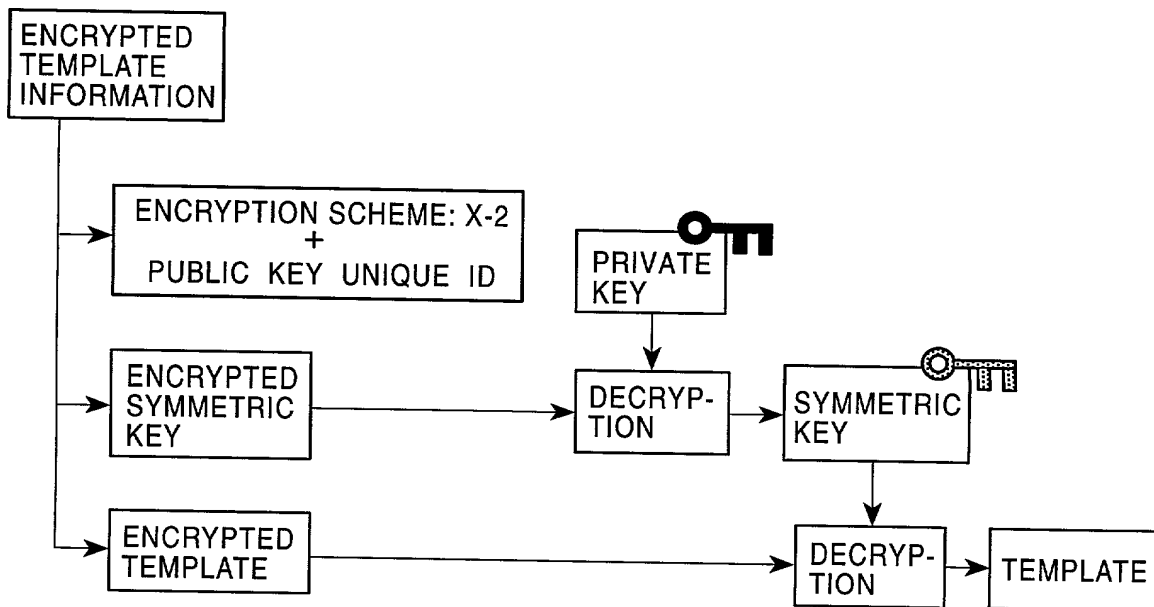 ENCRYPTED
TEMPLATE
INFORMATION
ENCRYPTION SCHEME: X-2
+
PUBLIC KEY UNIQUE ID
PRIVATE
KEY
ENCRYPTED
SYMMETRIC
KEY
DECRYP-
TION
SYMMETRIC
KEY
ENCRYPTED
TEMPLATE
DECRYP-
TION
TEMPLATE